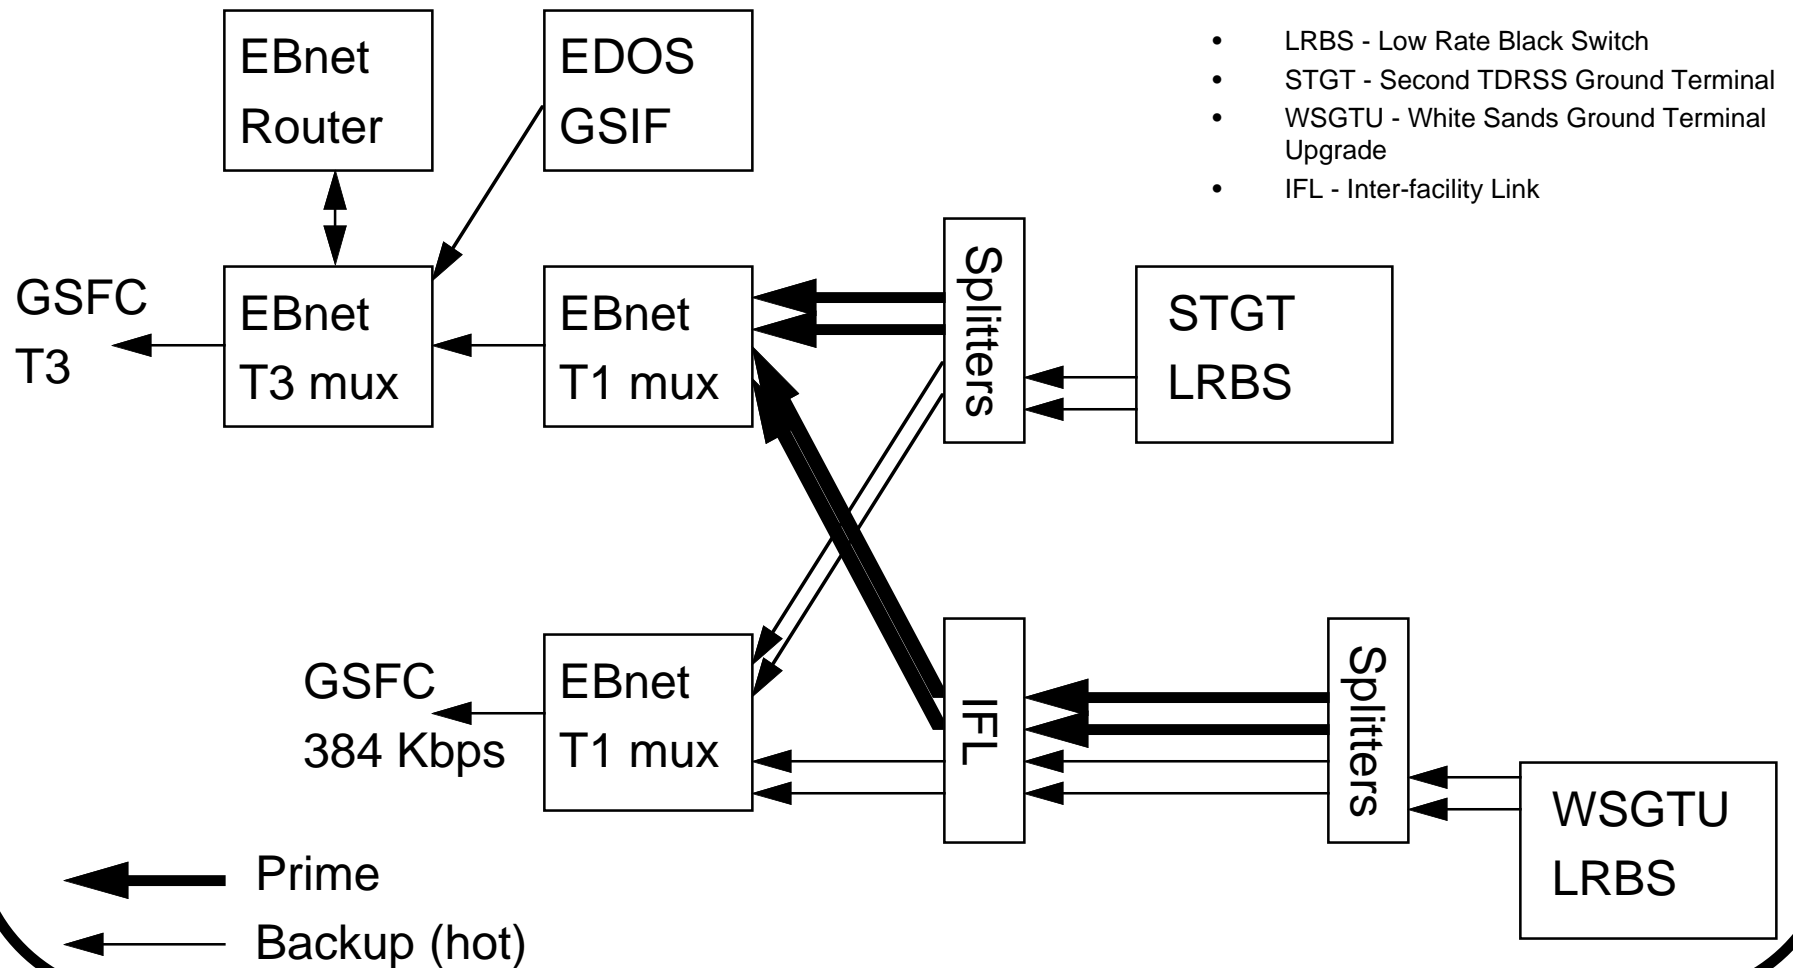 EBnet
Router
EDOS
GSIF
• LRBS - Low Rate Black Switch
• STGT - Second TDRSS Ground Terminal
• WSGTU - White Sands Ground Terminal
Upgrade
• IFL - Inter-facility Link
GSFC
T3
EBnet
T3 mux
EBnet
T1 mux
Splitters
STGT
LRBS
GSFC
384 Kbps
EBnet
T1 mux
IFL
Splitters
WSGTU
LRBS
Prime
Backup (hot)